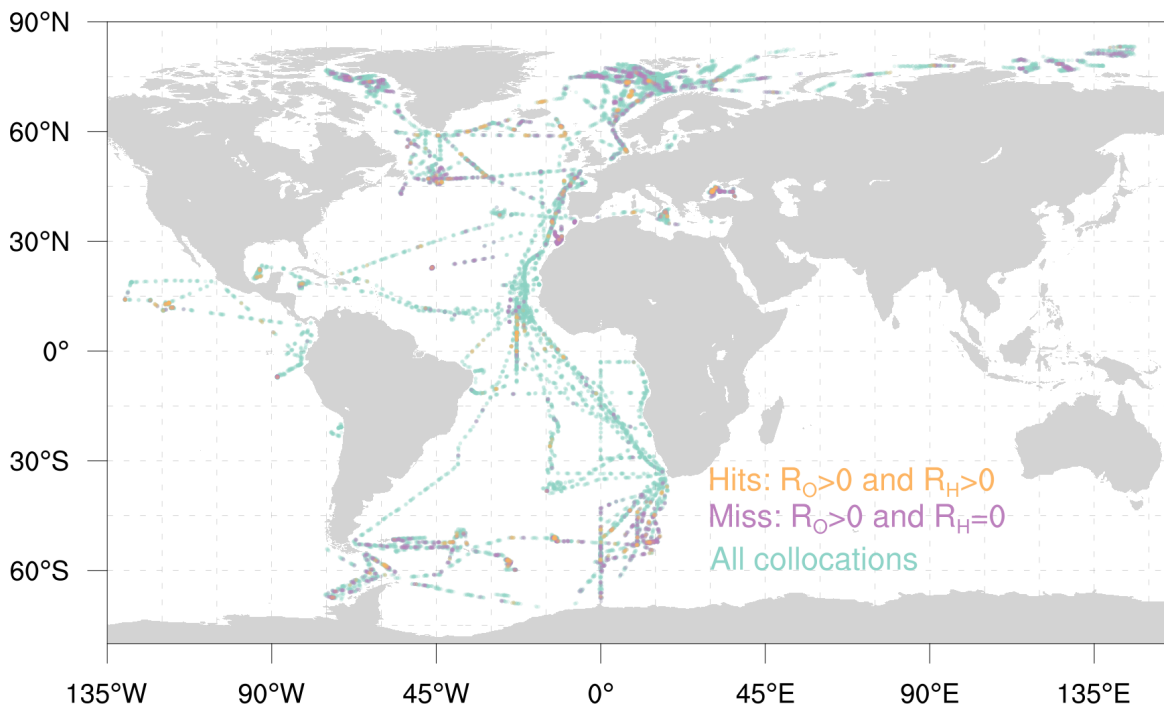 90°N
60°N
30°N
0°
30°S
60°S
Hits: R_O>0 and R_H>0
Miss: R_O>0 and R_H=0
All collocations
135°W 90°W 45°W 0° 45°E 90°E 135°E